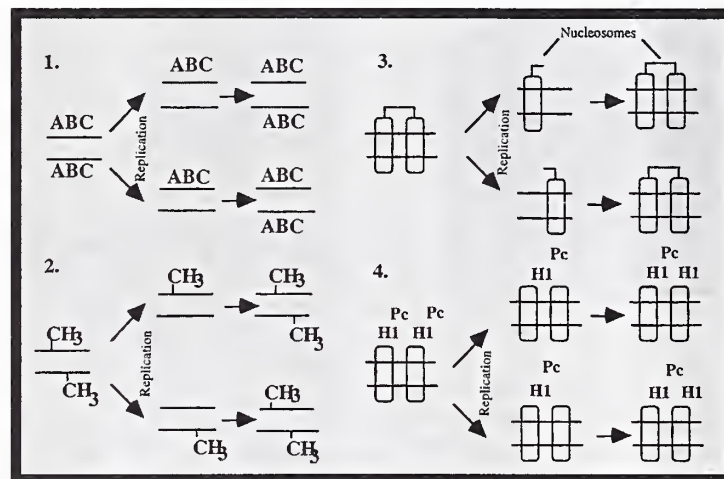 1.
ABC
ABC
Replication
ABC
ABC
ABC
ABC
ABC
ABC
2.
CH3
CH3
Replication
CH3
CH3
CH3
CH3
CH3
CH3
3.
Nucleosomes
Replication
4.
Pc Pc
H1 H1
Replication
Pc
H1
Pc
H1 H1
Pc
H1
Pc
H1 H1